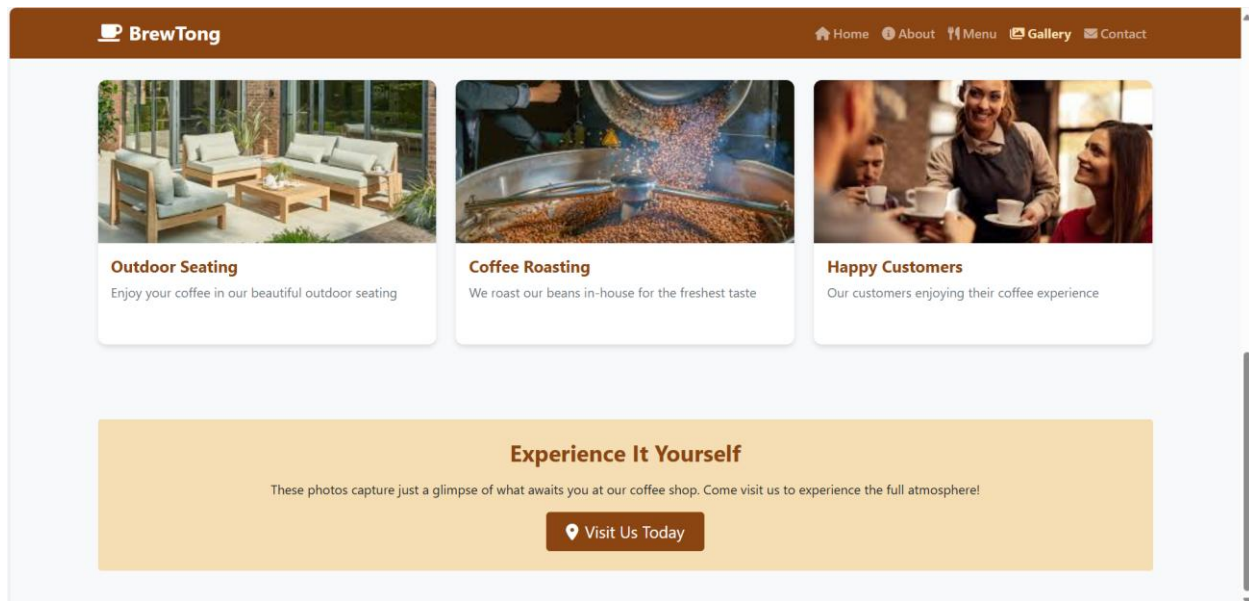 BrewTong
Home About Menu Gallery Contact
Outdoor Seating
Enjoy your coffee in our beautiful outdoor seating
Coffee Roasting
We roast our beans in-house for the freshest taste
Happy Customers
Our customers enjoying their coffee experience
Experience It Yourself
These photos capture just a glimpse of what awaits you at our coffee shop. Come visit us to experience the full atmosphere!
Visit Us Today